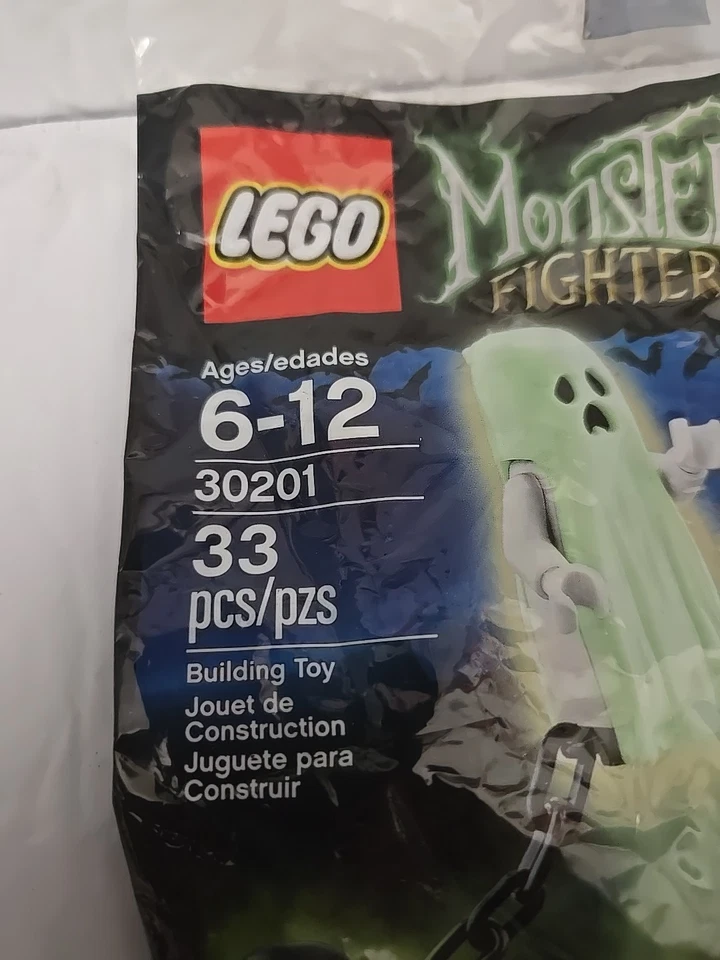 LEGO
MONSTE
FIGHTER
Ages/edades
6-12
30201
33
pcs/pzs
Building Toy
Jouet de
Construction
Juguete para
Construir